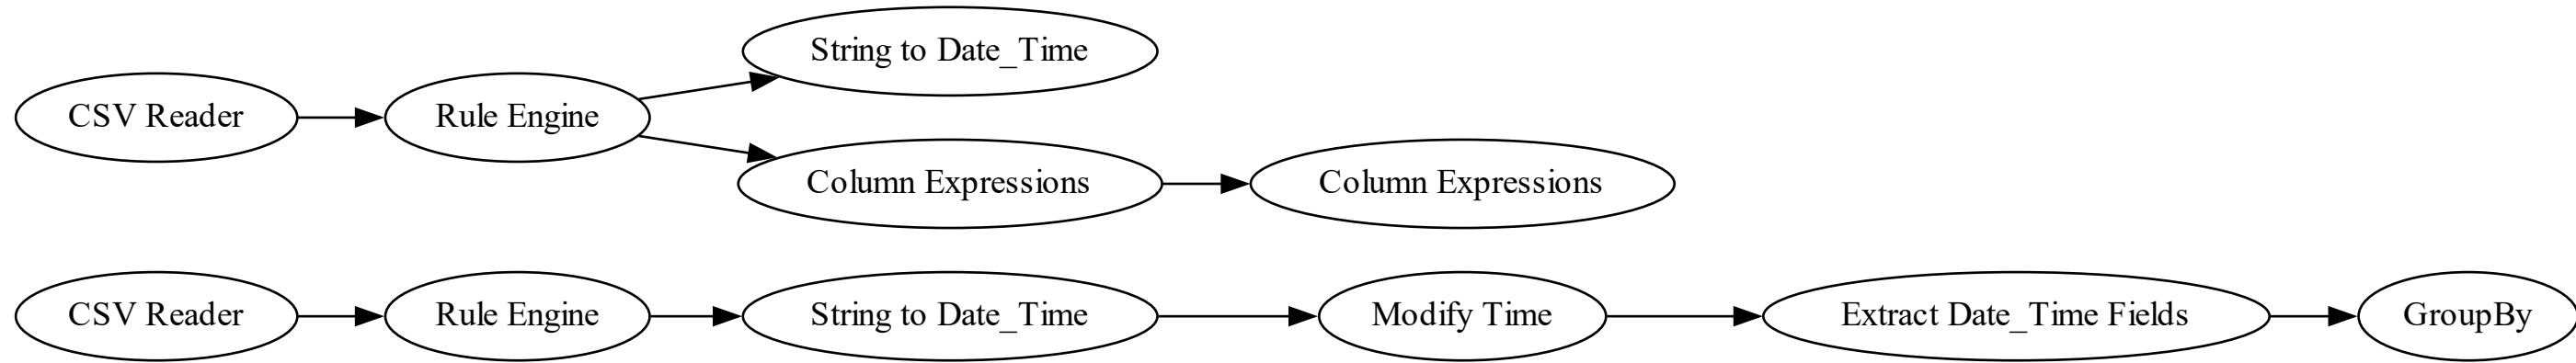 String to Date_Time
CSV Reader
Rule Engine
Column Expressions
Column Expressions
CSV Reader
Rule Engine
String to Date_Time
Modify Time
Extract Date_Time Fields
GroupBy